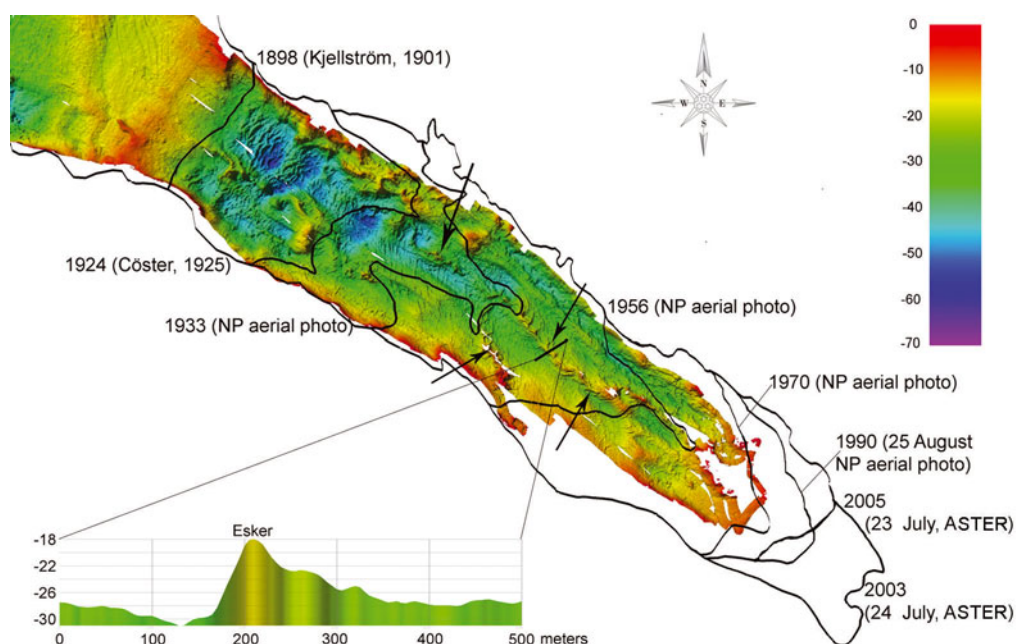 1898 (Kjellström, 1901)
N
W E
S
0
-10
-20
-30
-40
-50
-60
-70
1924 (Cöster, 1925)
1933 (NP aerial photo)
1956 (NP aerial photo)
1970 (NP aerial photo)
1990 (25 August
NP aerial photo)
2005
(23 July, ASTER)
2003
(24 July, ASTER)
Esker
-18
-22
-26
-30
0 100 200 300 400 500 meters